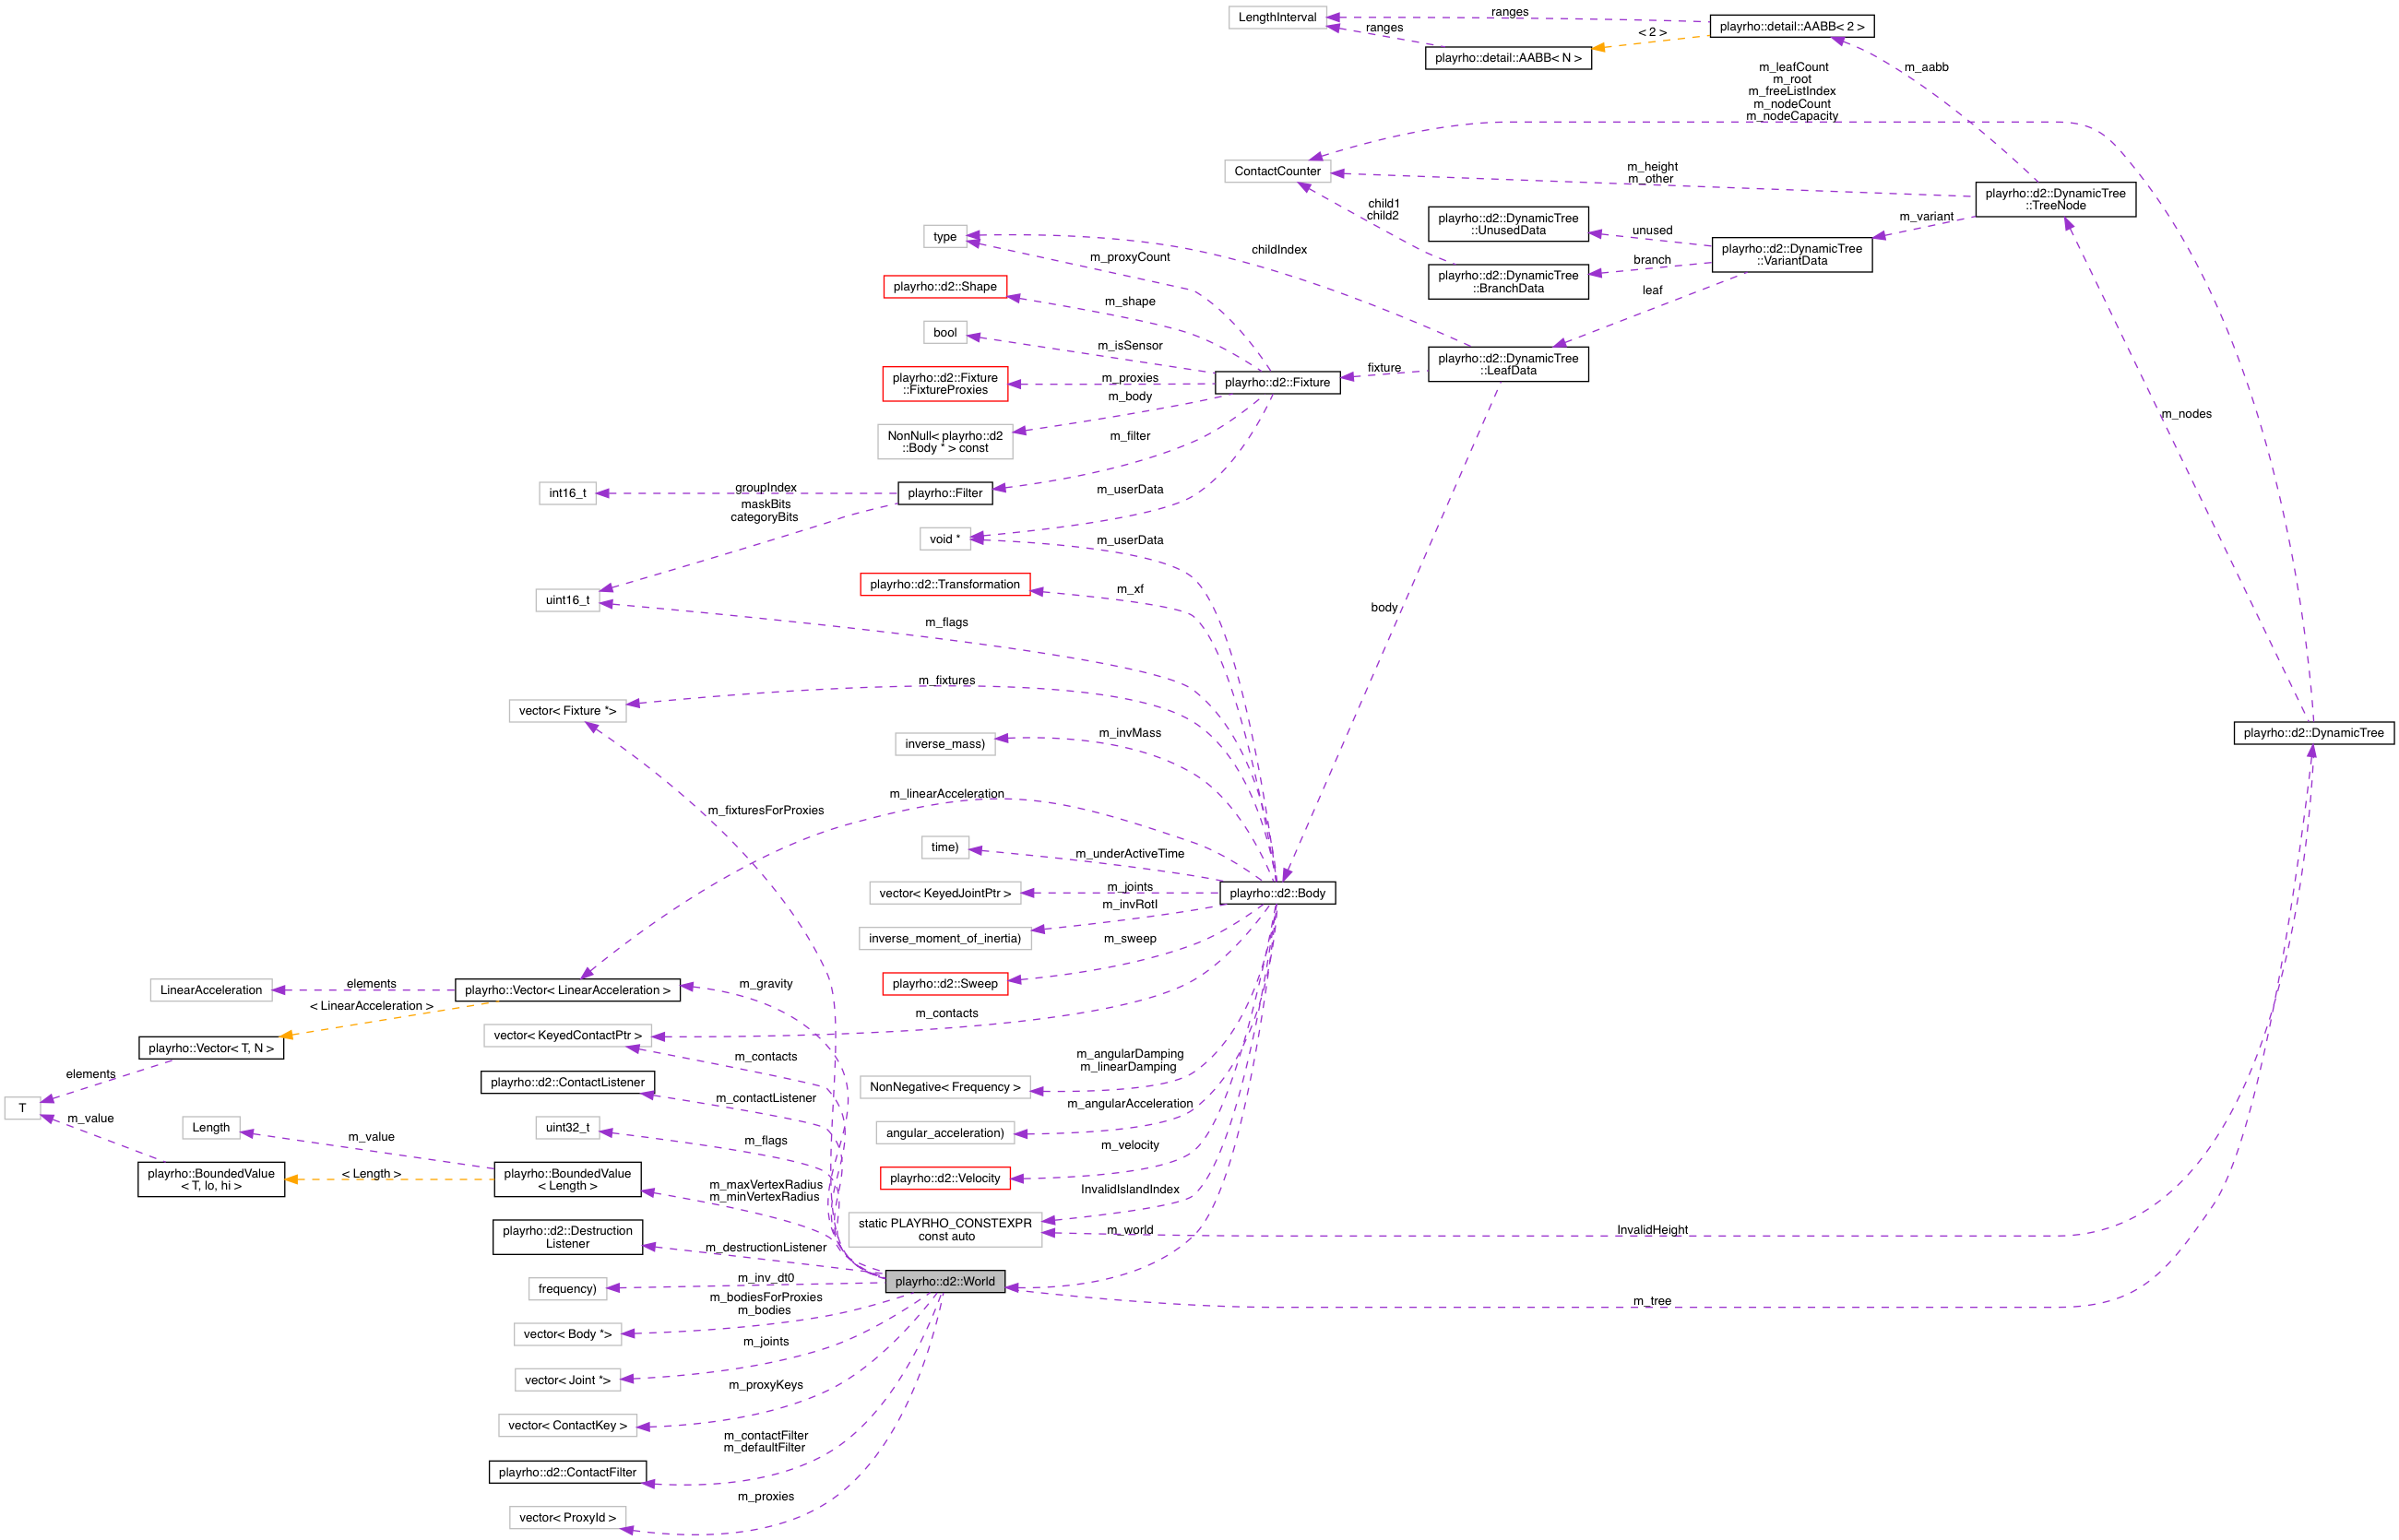 LengthInterval
ranges
playrho::detail::AABB< 2 >
ranges
< 2 >
playrho::detail::AABB< N >
m_aabb
m_leafCount
m_root
m_freeListIndex
m_nodeCount
m_nodeCapacity
ContactCounter
m_height
m_other
playrho::d2::DynamicTree
::TreeNode
child1
child2
playrho::d2::DynamicTree
::UnusedData
unused
m_variant
playrho::d2::DynamicTree
::VariantData
type
m_proxyCount
childIndex
playrho::d2::DynamicTree
::BranchData
branch
leaf
playrho::d2::Shape
m_shape
bool
m_isSensor
playrho::d2::DynamicTree
::LeafData
fixture
playrho::d2::Fixture
playrho::d2::Fixture
::FixtureProxies
m_proxies
m_body
m_nodes
NonNull< playrho::d2
::Body * > const
m_filter
int16_t
groupIndex
playrho::Filter
m_userData
maskBits
categoryBits
void *
m_userData
playrho::d2::Transformation
m_xf
uint16_t
body
m_flags
m_fixtures
vector< Fixture *>
inverse_mass)
m_invMass
playrho::d2::DynamicTree
m_linearAcceleration
m_fixturesForProxies
time)
m_underActiveTime
vector< KeyedJointPtr >
m_joints
playrho::d2::Body
m_invRotI
inverse_moment_of_inertia)
m_sweep
LinearAcceleration
elements
playrho::Vector< LinearAcceleration >
m_gravity
playrho::d2::Sweep
< LinearAcceleration >
m_contacts
vector< KeyedContactPtr >
playrho::Vector< T, N >
m_contacts
m_angularDamping
m_linearDamping
elements
playrho::d2::ContactListener
NonNegative< Frequency >
m_contactListener
m_angularAcceleration
T
m_value
Length
uint32_t
angular_acceleration)
m_value
m_flags
m_velocity
playrho::BoundedValue
< T, lo, hi >
< Length >
playrho::BoundedValue
< Length >
playrho::d2::Velocity
m_maxVertexRadius
m_minVertexRadius
InvalidIslandIndex
static PLAYRHO_CONSTEXPR
const auto
m_world
InvalidHeight
playrho::d2::Destruction
Listener
m_destructionListener
frequency)
m_inv_dt0
playrho::d2::World
m_tree
m_bodiesForProxies
m_bodies
vector< Body *>
m_joints
vector< Joint *>
m_proxyKeys
vector< ContactKey >
m_contactFilter
m_defaultFilter
playrho::d2::ContactFilter
m_proxies
vector< ProxyId >